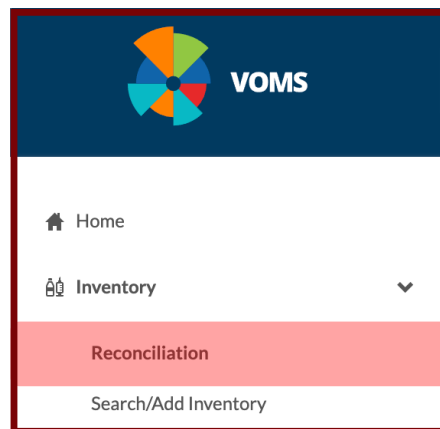 VOMS
Home
Inventory
Reconciliation
Search/Add Inventory